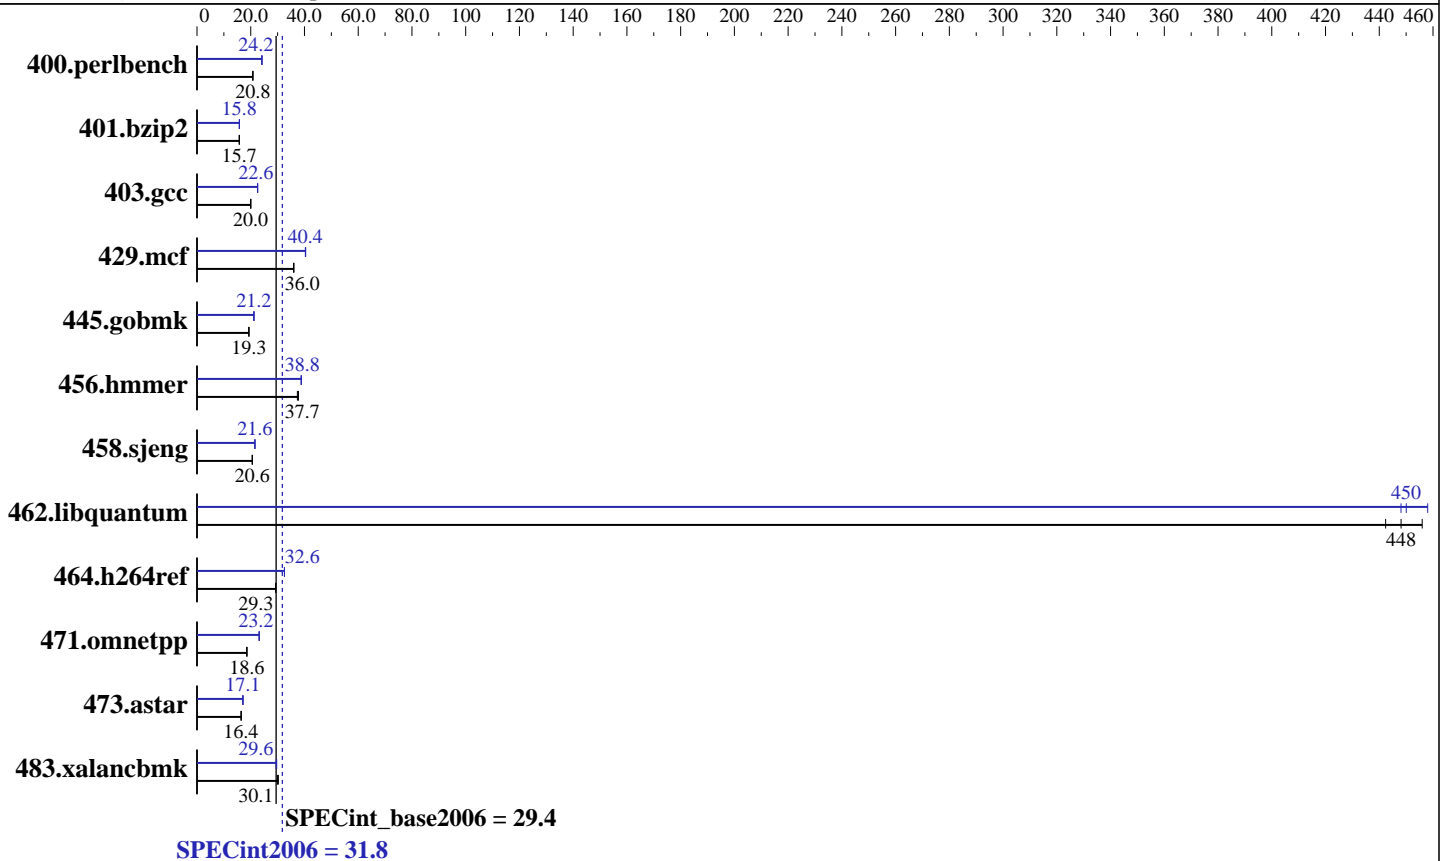 0 20.0 40.0 60.0 80.0 100 120 140 160 180 200 220 240 260 280 300 320 340 360 380 400 420 440 460
24.2
400.perlbench
20.8
15.8
401.bzip2
15.7
22.6
403.gcc
20.0
40.4
429.mcf
36.0
21.2
445.gobmk
19.3
38.8
456.hmmer
37.7
21.6
458.sjeng
20.6
450
462.libquantum
448
32.6
464.h264ref
29.3
23.2
471.omnetpp
18.6
17.1
473.astar
16.4
29.6
483.xalancbmk
30.1
SPECint_base2006 = 29.4
SPECint2006 = 31.8